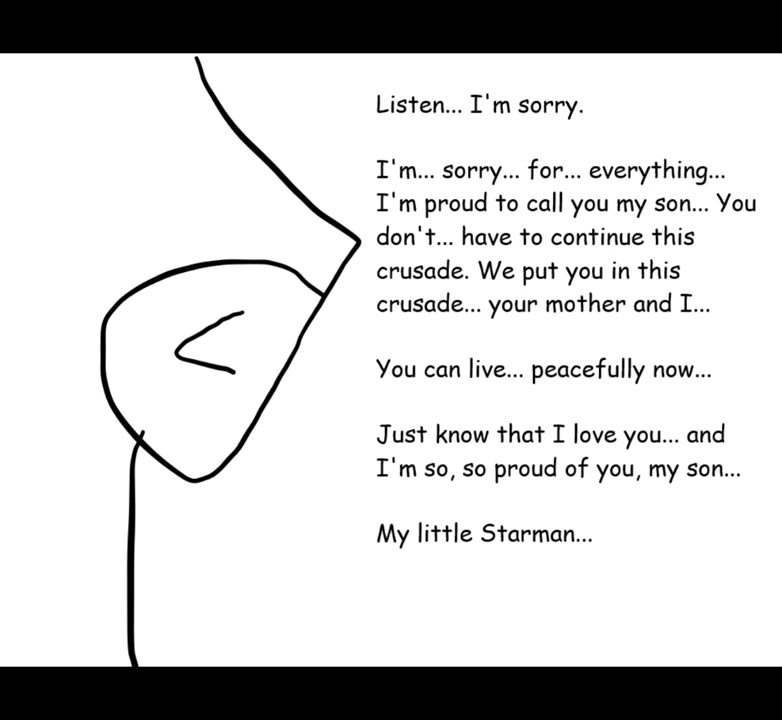 Listen... I'm sorry.
I'm... sorry... for... everything...
I'm proud to call you my son... You
don't... have to continue this
crusade. We put you in this
crusade... your mother and I...
You can live... peacefully now...
Just know that I love you... and
I'm so, so proud of you, my son...
My little Starman...